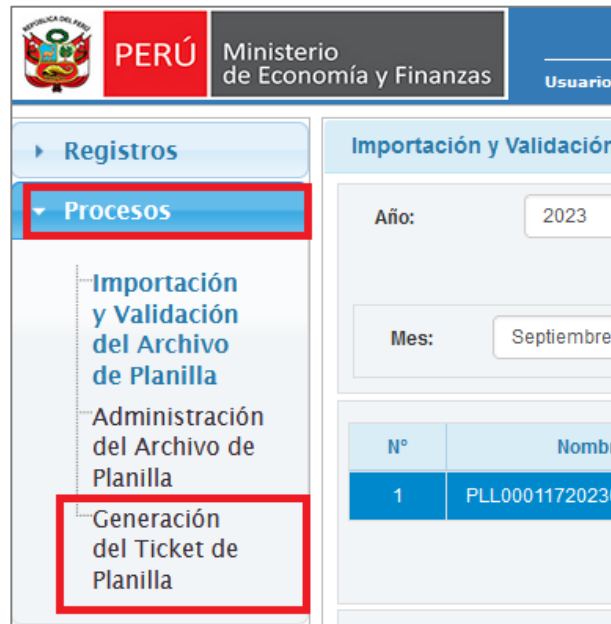 REPÚBLICA DEL PERÚ
PERÚ
Ministerio
de Economía y Finanzas
Usuario
Registros
Procesos
Importación
y Validación
del Archivo
de Planilla
Administración
del Archivo de
Planilla
Generación
del Ticket de
Planilla
Importación y Validación
Año:
2023
Mes:
Septiembre
N°
Nomb
1
PLL0001172023